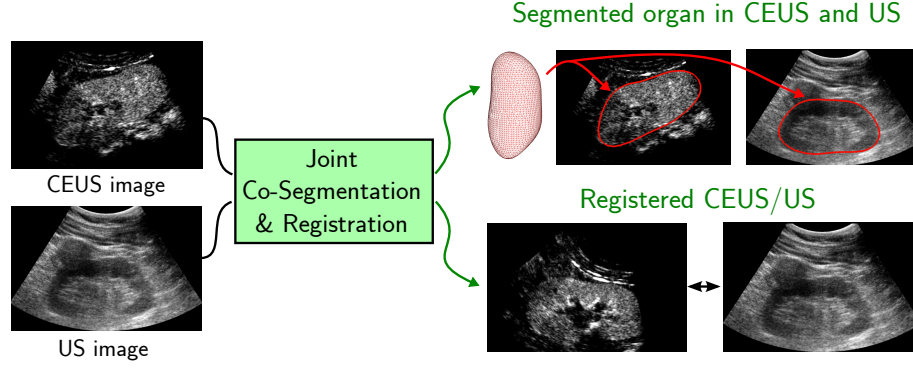 Segmented organ in CEUS and US
CEUS image
Joint
Co-Segmentation
& Registration
Registered CEUS/US
US image